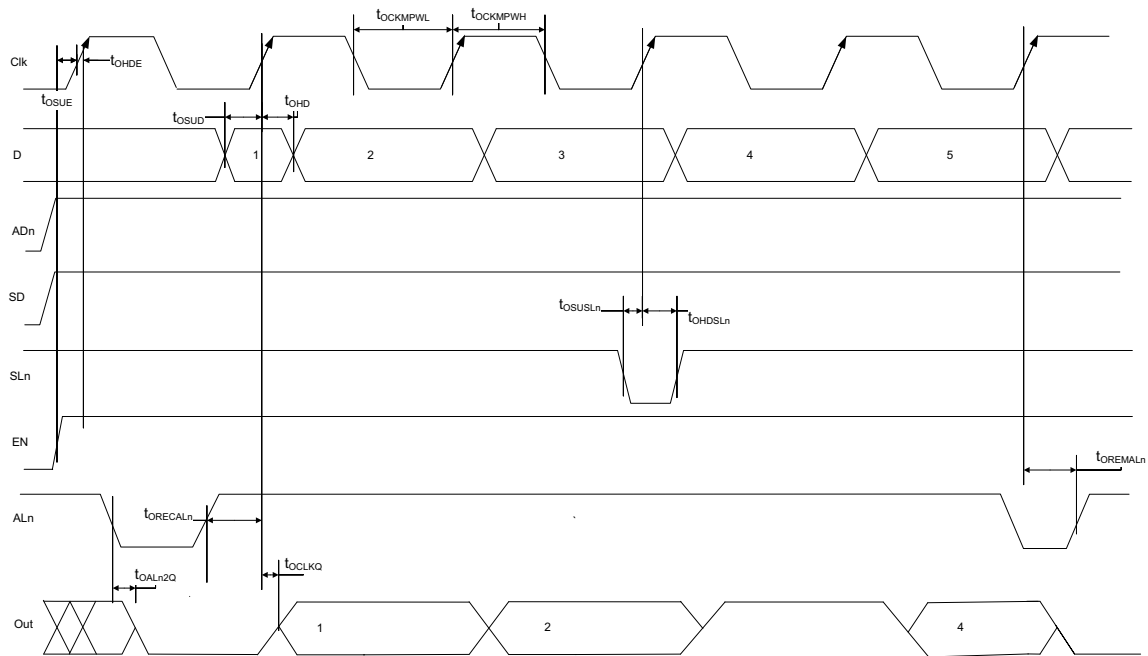 tOCKMPWL
tOCKMPWH
Clk
tOHDE
tOSUE
tOSUD
tOHD
D
1
2
3
4
5
ADn
SD
tOSUSLn
tOHDSLn
SLn
EN
tOREMALn
ALn
tORECALn
tOCLKQ
tOALn2Q
Out
1
2
4